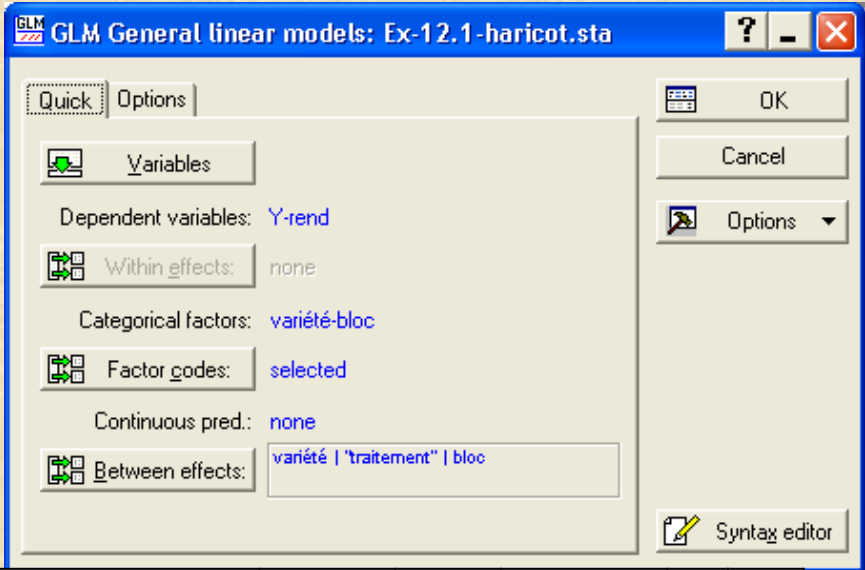 GLM GLM General linear models: Ex-12.1-haricot.sta ?
Quick Options
OK
Variables
Cancel
Dependent variables: Y-rend
Options
Within effects: none
Categorical factors: variété-bloc
Factor codes: selected
Continuous pred.: none
Between effects: variété | "traitement" | bloc
Syntax editor